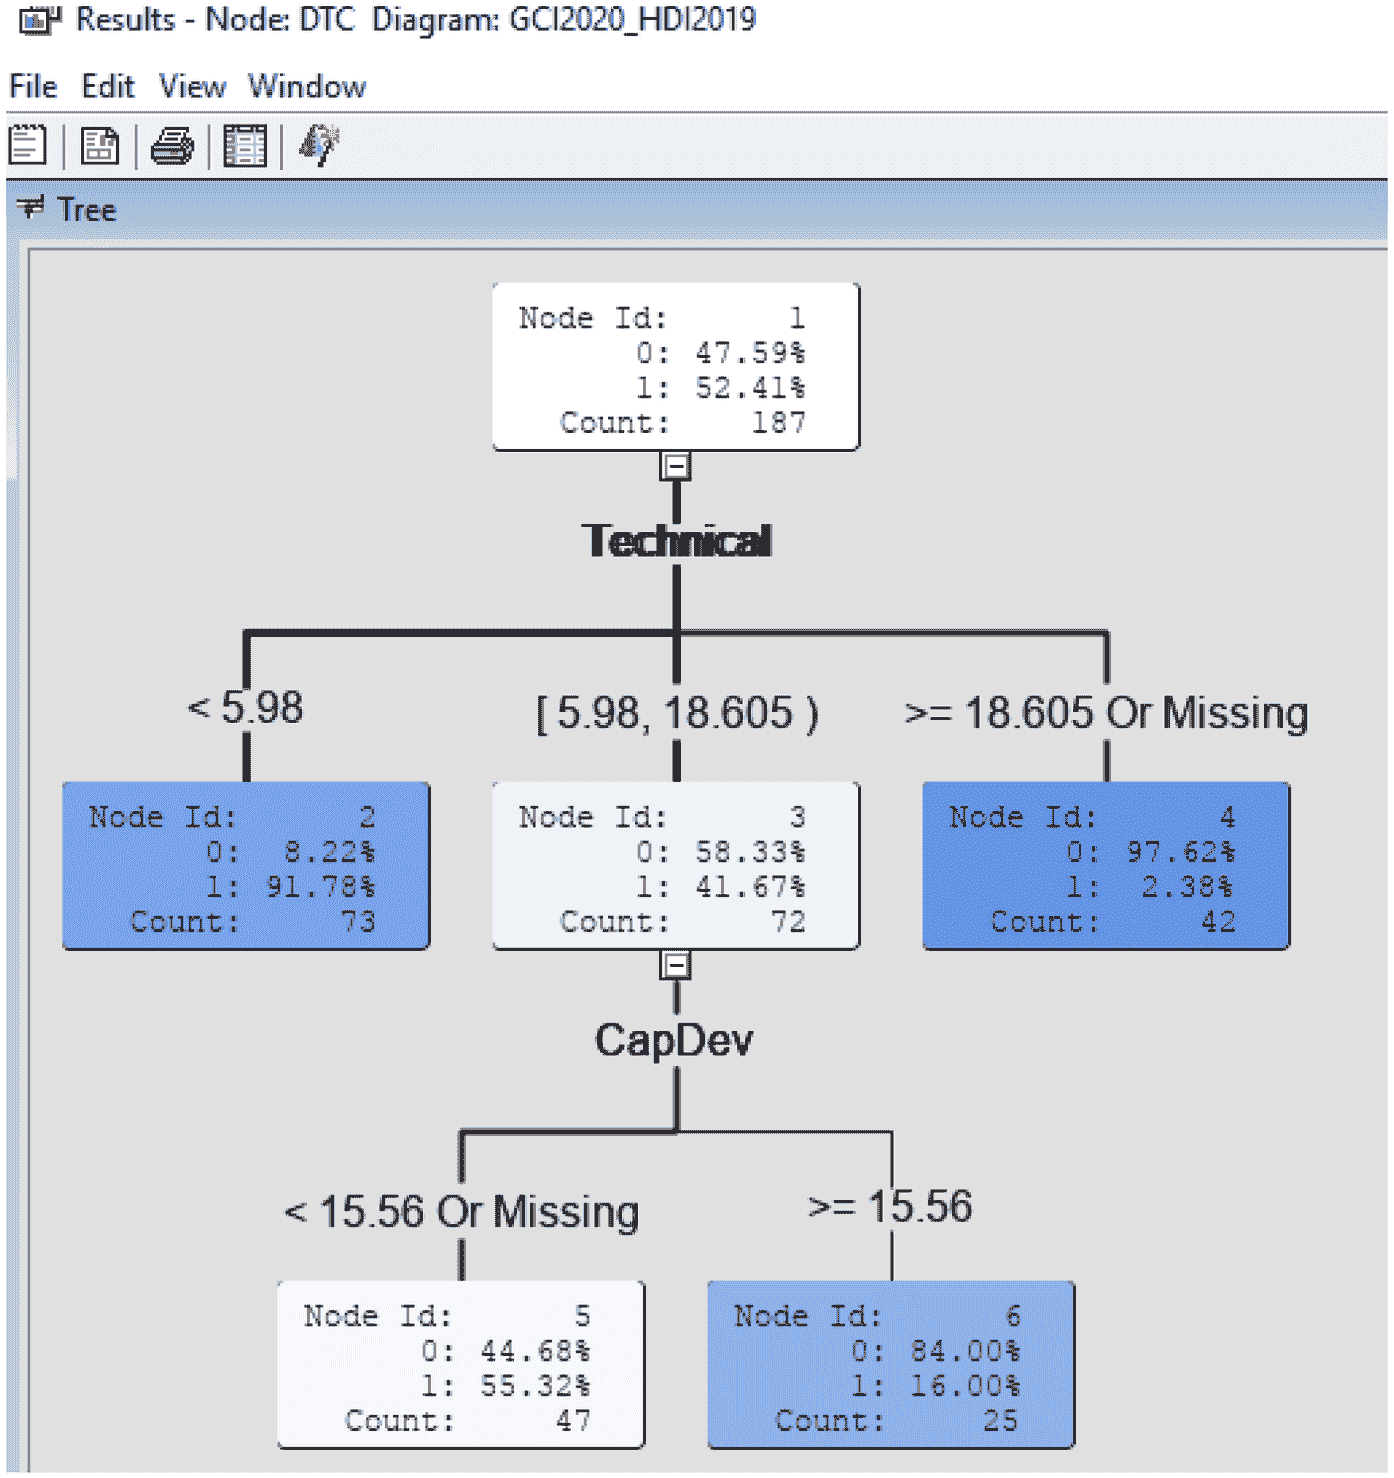 Results - Node: DTC Diagram: GCI2020_HDI2019
File Edit View Window
Tree
Node Id: 1
0: 47.59%
1: 52.41%
Count: 187
Technical
< 5.98
[ 5.98, 18.605 )
>= 18.605 Or Missing
Node Id: 2
0: 8.22%
1: 91.78%
Count: 73
Node Id: 3
0: 58.33%
1: 41.67%
Count: 72
Node Id: 4
0: 97.62%
1: 2.38%
Count: 42
CapDev
< 15.56 Or Missing
>= 15.56
Node Id: 5
0: 44.68%
1: 55.32%
Count: 47
Node Id: 6
0: 84.00%
1: 16.00%
Count: 25